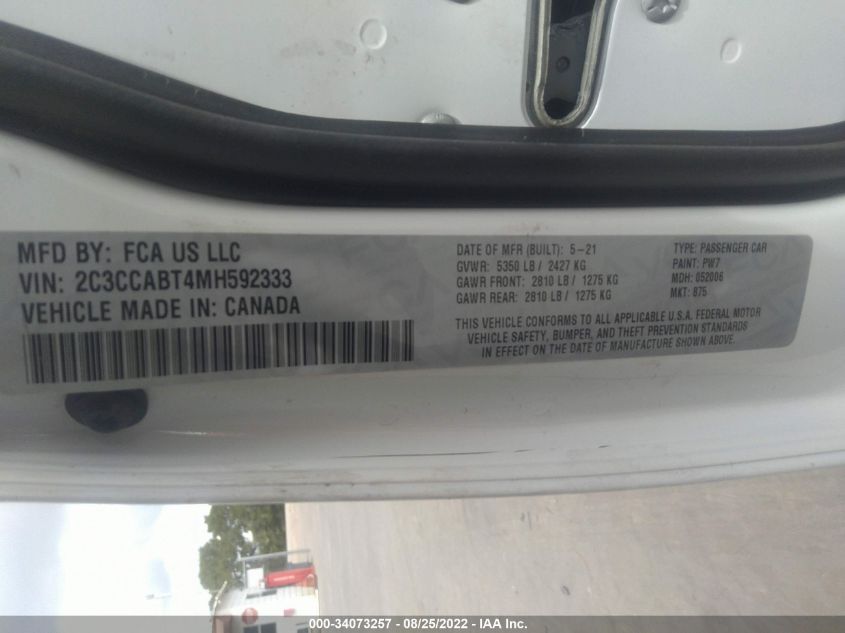 MFD BY: FCA US LLC
VIN: 2C3CCABT4MH592333
VEHICLE MADE IN: CANADA
DATE OF MFR (BUILT): 5-21
GVWR: 5350 LB / 2427 KG
GAWR FRONT: 2810 LB / 1275 KG
GAWR REAR: 2810 LB / 1275 KG
TYPE: PASSENGER CAR
PAINT: PW7
MDH: 052006
MKT: 875
THIS VEHICLE CONFORMS TO ALL APPLICABLE U.S.A. FEDERAL MOTOR
VEHICLE SAFETY, BUMPER, AND THEFT PREVENTION STANDARDS
IN EFFECT ON THE DATE OF MANUFACTURE SHOWN ABOVE.
000-34073257 - 08/25/2022 - IAA Inc.